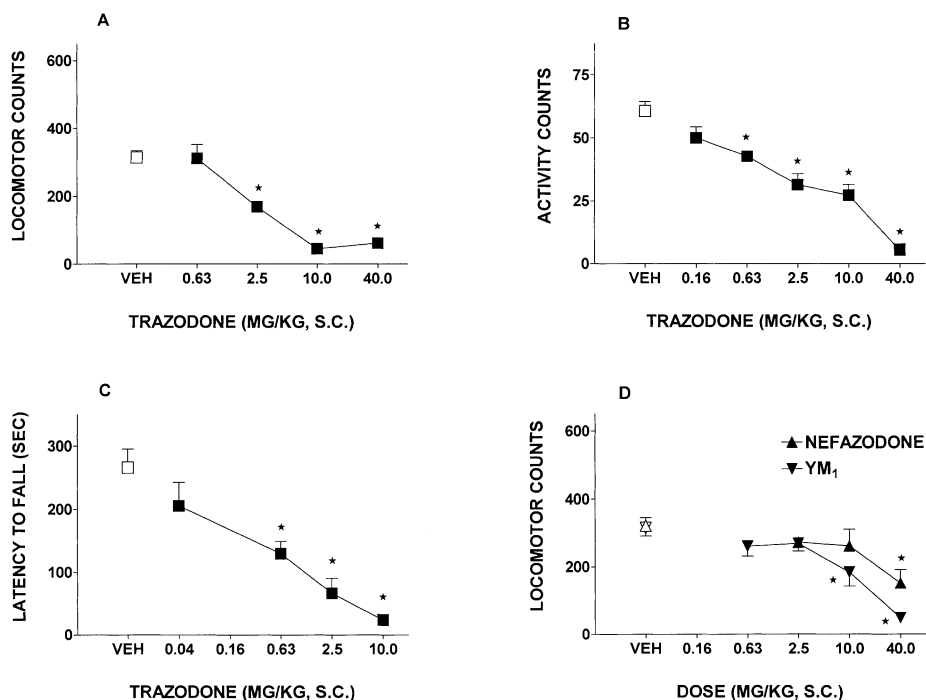 A
LOCOMOTOR COUNTS
600
400
200
0
VEH 0.63 2.5 10.0 40.0
TRAZODONE (MG/KG, S.C.)
B
ACTIVITY COUNTS
75
50
25
0
VEH 0.16 0.63 2.5 10.0 40.0
TRAZODONE (MG/KG, S.C.)
C
LATENCY TO FALL (SEC)
300
200
100
0
VEH 0.04 0.16 0.63 2.5 10.0
TRAZODONE (MG/KG, S.C.)
D
LOCOMOTOR COUNTS
600
400
200
0
NEFAZODONE
YM₁
VEH 0.16 0.63 2.5 10.0 40.0
DOSE (MG/KG, S.C.)